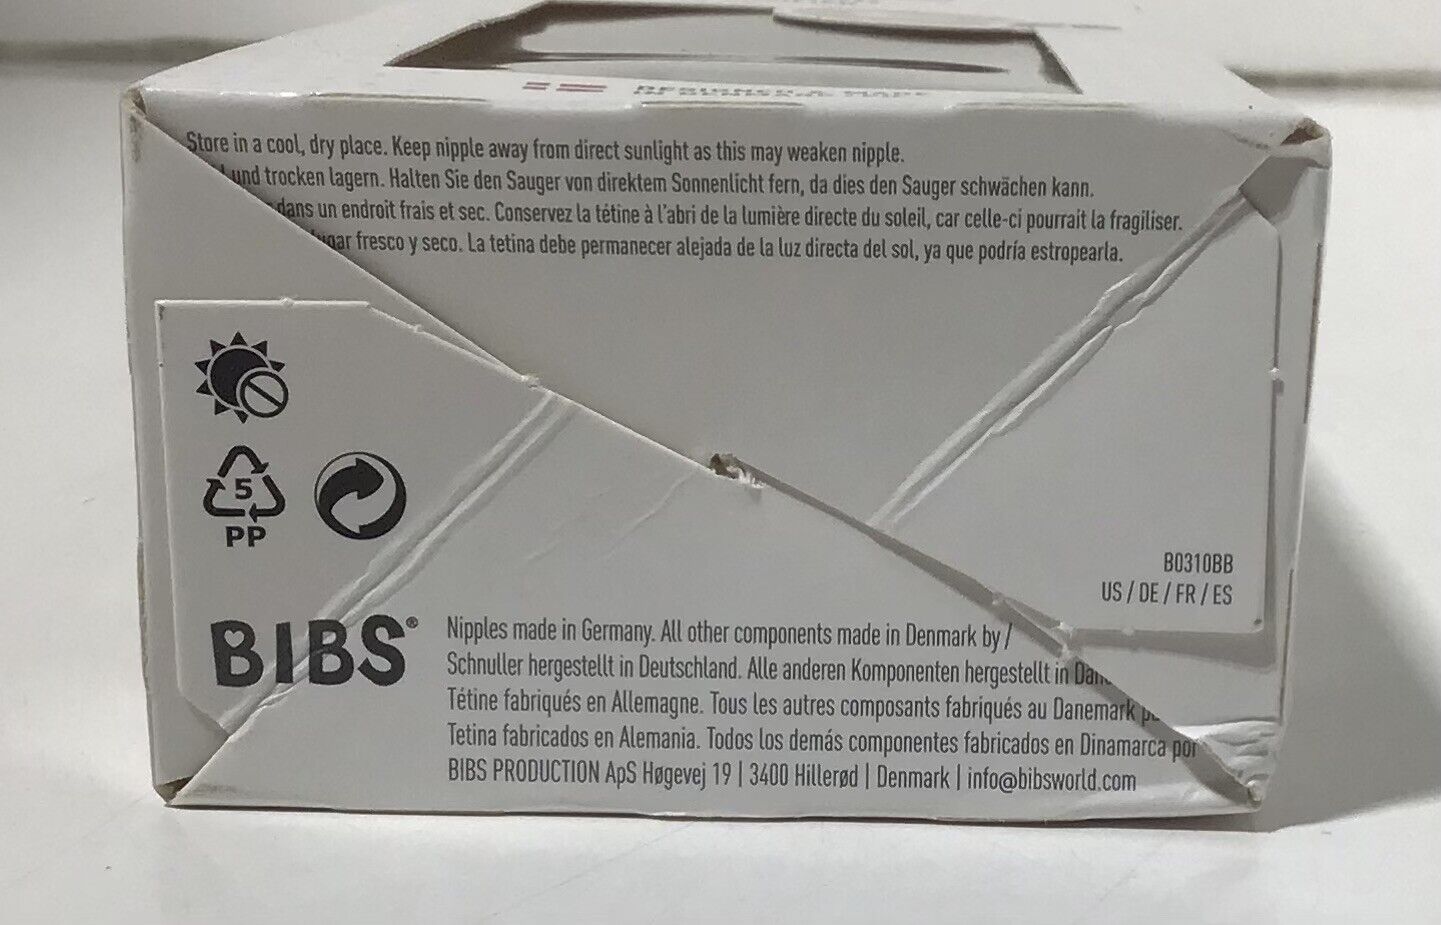 DESIGNED & MADE
Store in a cool, dry place. Keep nipple away from direct sunlight as this may weaken nipple.
und trocken lagern. Halten Sie den Sauger von direktem Sonnenlicht fern, da dies den Sauger schwächen kann.
dans un endroit frais et sec. Conservez la tétine à l'abri de la lumière directe du soleil, car celle-ci pourrait la fragiliser.
fresco y seco. La tetina debe permanecer alejada de la luz directa del sol, ya que podría estropearla.
5
PP
B0310BB
US / DE / FR / ES
BIBS®
Nipples made in Germany. All other components made in Denmark by /
Schnuller hergestellt in Deutschland. Alle anderen Komponenten hergestellt in
Tétine fabriqués en Allemagne. Tous les autres composants fabriqués au Danemark
Tetina fabricados en Alemania. Todos los demás componentes fabricados en Dinamarca por
BIBS PRODUCTION ApS Høgevej 19 | 3400 Hillerød | Denmark | info@bibsworld.com